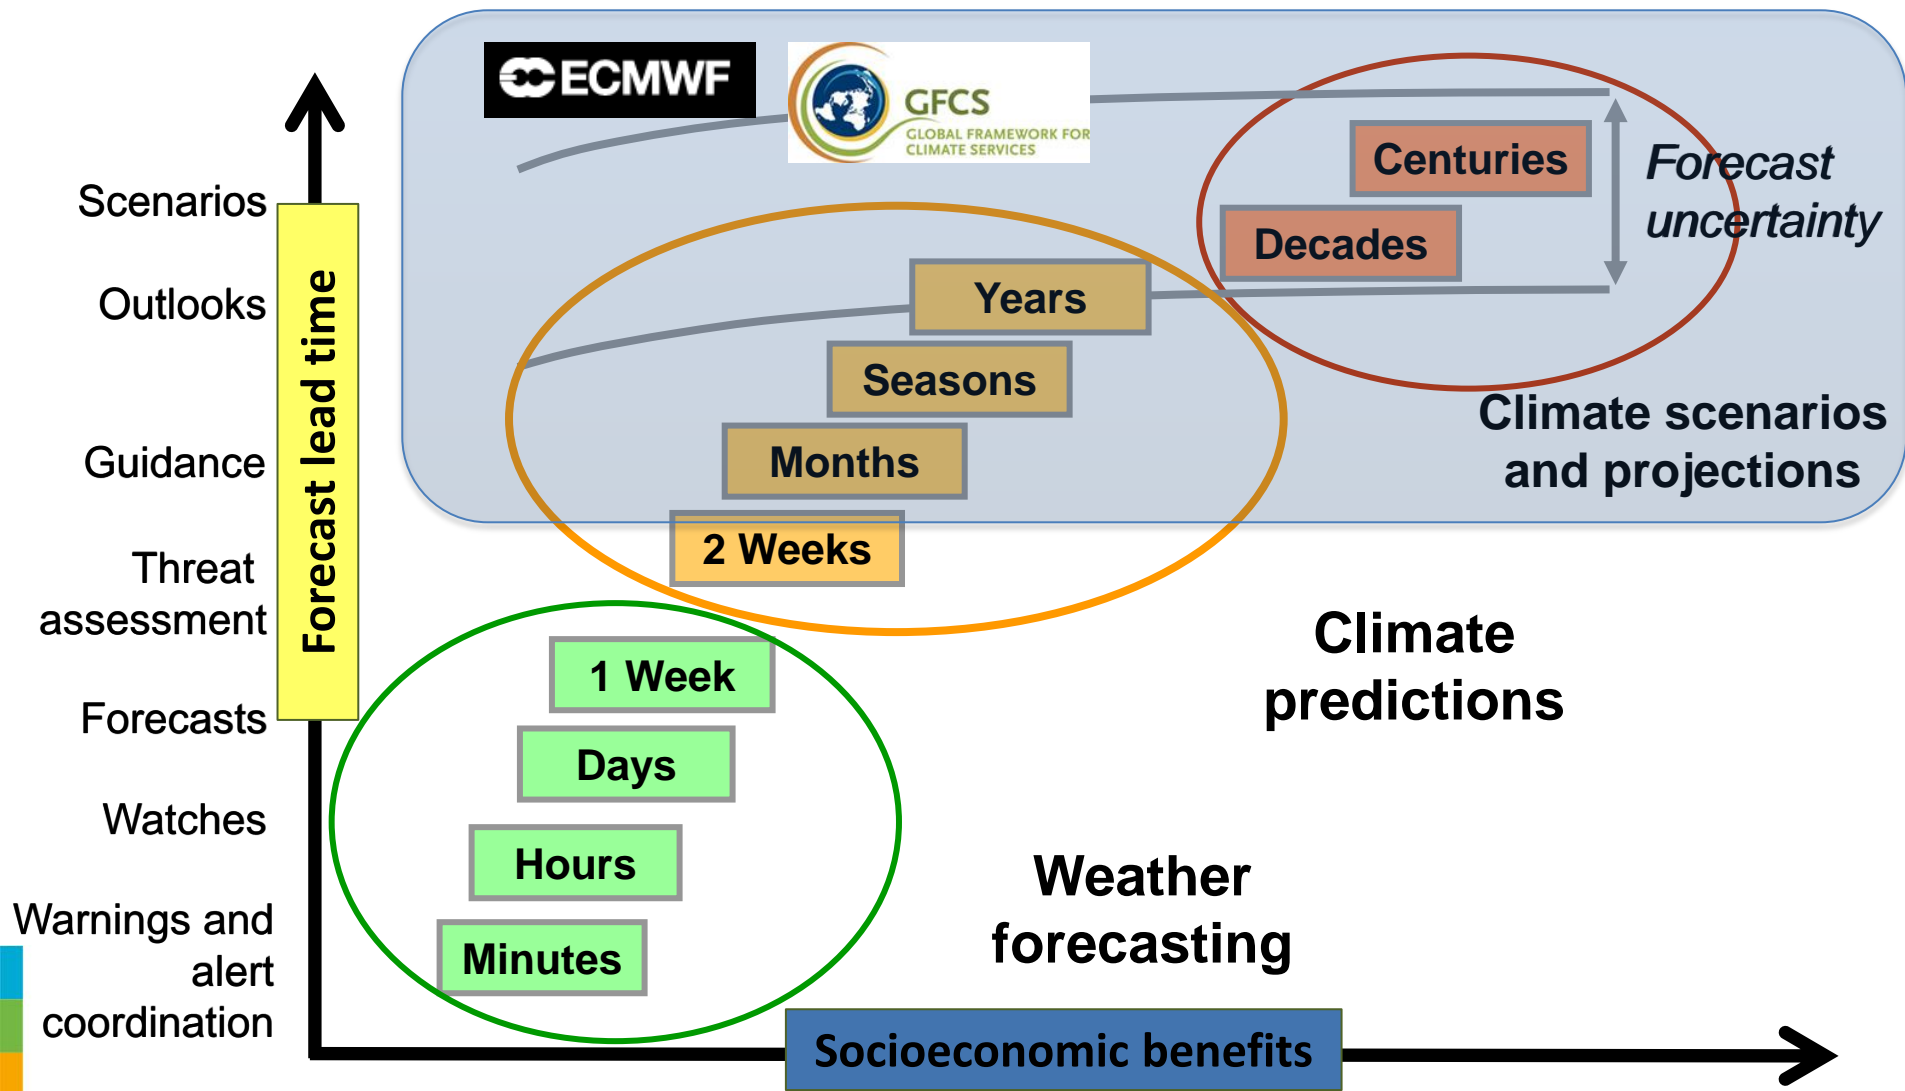 ECMWF
GFCS
GLOBAL FRAMEWORK FOR
CLIMATE SERVICES
Centuries
Forecast
uncertainty
Scenarios
Decades
Outlooks
Years
Forecast lead time
Seasons
Climate scenarios
and projections
Guidance
Months
2 Weeks
Threat
assessment
Climate
predictions
1 Week
Forecasts
Days
Watches
Hours
Weather
forecasting
Warnings and
alert
coordination
Minutes
Socioeconomic benefits